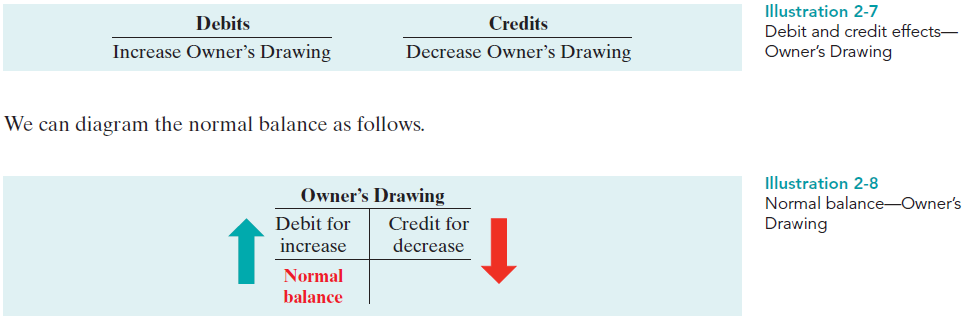 Debits Credits
Increase Owner's Drawing Decrease Owner's Drawing
Illustration 2-7
Debit and credit effects—
Owner's Drawing
We can diagram the normal balance as follows.
Owner's Drawing
Debit for Credit for
increase decrease
Normal
balance
Illustration 2-8
Normal balance—Owner's
Drawing